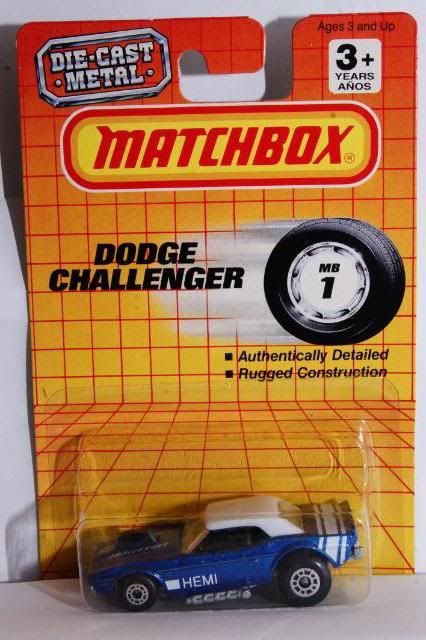 Ages 3 and Up
DIE-CAST
METAL
3+
YEARS
AÑOS
MATCHBOX®
DODGE
CHALLENGER
MB
1
■ Authentically Detailed
■ Rugged Construction
CHALLENGER
HEMI